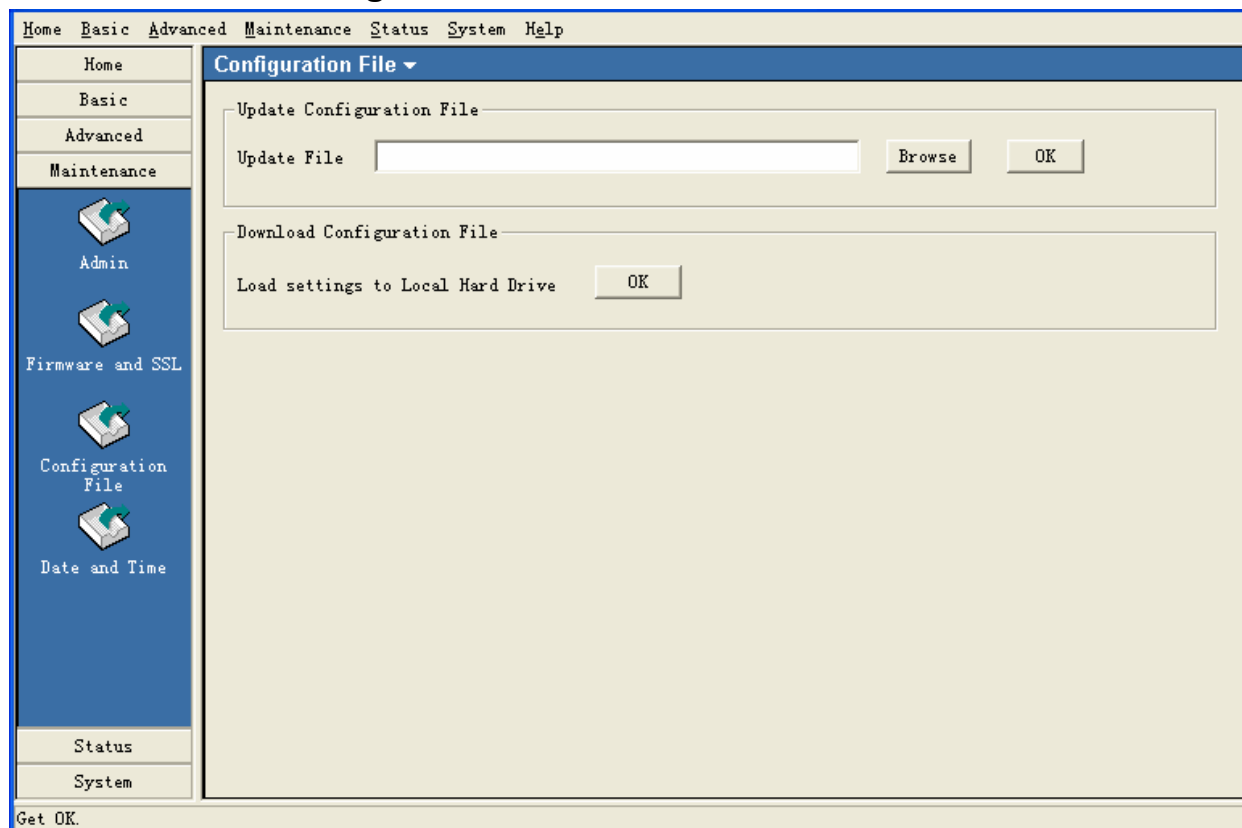 Home Basic Advanced Maintenance Status System Help
Home
Basic
Advanced
Maintenance
Admin
Firmware and SSL
Configuration
File
Date and Time
Status
System
Configuration File
Update Configuration File
Update File Browse OK
Download Configuration File
Load settings to Local Hard Drive OK
Get OK.